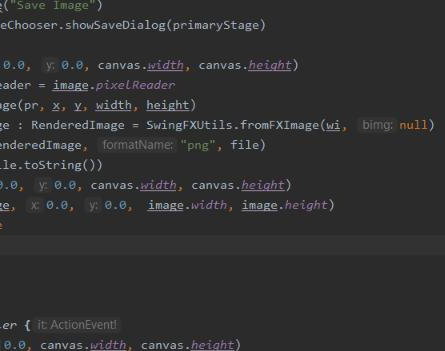 ("Save Image")
eChooser.showSaveDialog(primaryStage)
0.0, y: 0.0, canvas.width, canvas.height)
eader = image.pixelReader
age(pr, x, y, width, height)
ge : RenderedImage = SwingFXUtils.fromFXImage(wi, bimg: null)
enderedImage, formatName: "png", file)
ile.toString())
0.0, y: 0.0, canvas.width, canvas.height)
ge, x: 0.0, y: 0.0, image.width, image.height)
e
er { it: ActionEvent!
0.0, canvas.width, canvas.height)